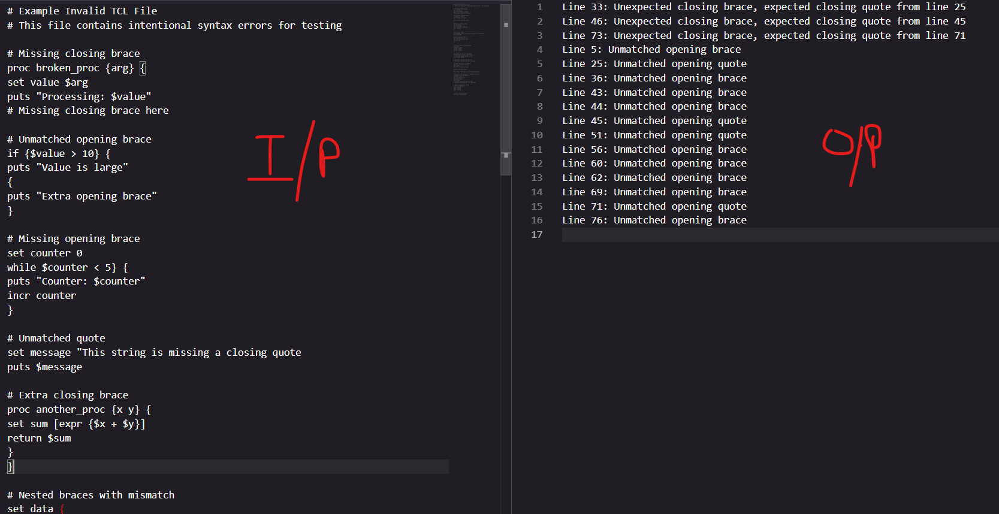 # Example Invalid TCL File
# This file contains intentional syntax errors for testing
# Missing closing brace
proc broken_proc {arg} {
set value $arg
puts "Processing: $value"
# Missing closing brace here
# Unmatched opening brace
if {$value > 10} {
puts "Value is large"
{
puts "Extra opening brace"
}
# Missing opening brace
set counter 0
while $counter < 5} {
puts "Counter: $counter"
incr counter
}
# Unmatched quote
set message "This string is missing a closing quote
puts $message
# Extra closing brace
proc another_proc {x y} {
set sum [expr {$x + $y}]
return $sum
}
}
# Nested braces with mismatch
set data {
I/P
1 Line 33: Unexpected closing brace, expected closing quote from line 25
2 Line 46: Unexpected closing brace, expected closing quote from line 45
3 Line 73: Unexpected closing brace, expected closing quote from line 71
4 Line 5: Unmatched opening brace
5 Line 25: Unmatched opening quote
6 Line 36: Unmatched opening brace
7 Line 43: Unmatched opening brace
8 Line 44: Unmatched opening brace
9 Line 45: Unmatched opening quote
10 Line 51: Unmatched opening quote
11 Line 56: Unmatched opening brace
12 Line 60: Unmatched opening brace
13 Line 62: Unmatched opening brace
14 Line 69: Unmatched opening brace
15 Line 71: Unmatched opening quote
16 Line 76: Unmatched opening brace
17
O/P